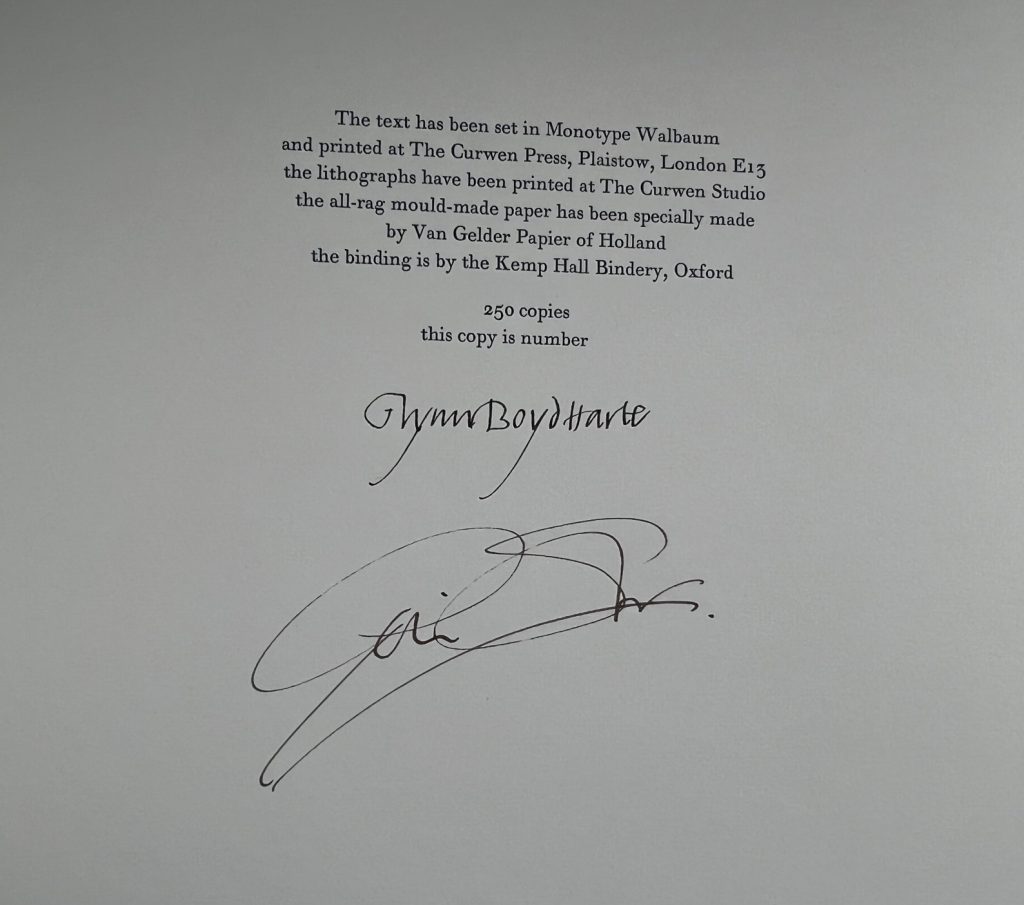 The text has been set in Monotype Walbaum
and printed at The Curwen Press, Plaistow, London E13
the lithographs have been printed at The Curwen Studio
the all-rag mould-made paper has been specially made
by Van Gelder Papier of Holland
the binding is by the Kemp Hall Bindery, Oxford
250 copies
this copy is number
Glynn Boyd Harte